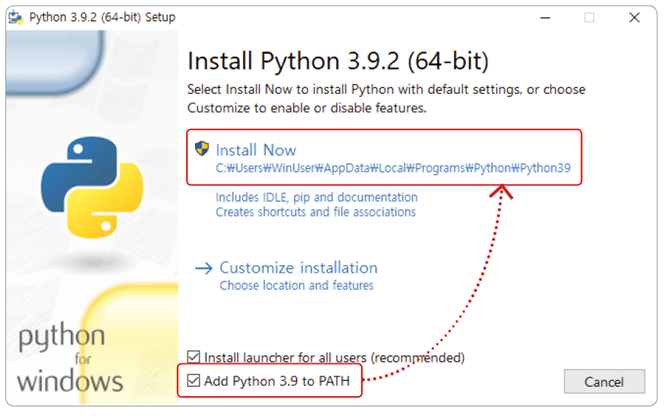 Python 3.9.2 (64-bit) Setup
Install Python 3.9.2 (64-bit)
Select Install Now to install Python with default settings, or choose
Customize to enable or disable features.
Install Now
C:₩Users₩WinUser₩AppData₩Local₩Programs₩Python₩Python39
Includes IDLE, pip and documentation
Creates shortcuts and file associations
Customize installation
Choose location and features
python
for
windows
Install launcher for all users (recommended)
Add Python 3.9 to PATH
Cancel